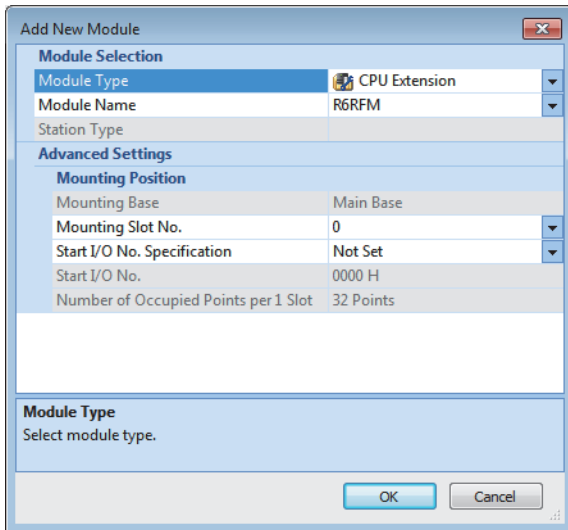 Add New Module
Module Selection
Module Type CPU Extension
Module Name R6RFM
Station Type
Advanced Settings
Mounting Position
Mounting Base Main Base
Mounting Slot No. 0
Start I/O No. Specification Not Set
Start I/O No. 0000 H
Number of Occupied Points per 1 Slot 32 Points
Module Type
Select module type.
OK Cancel